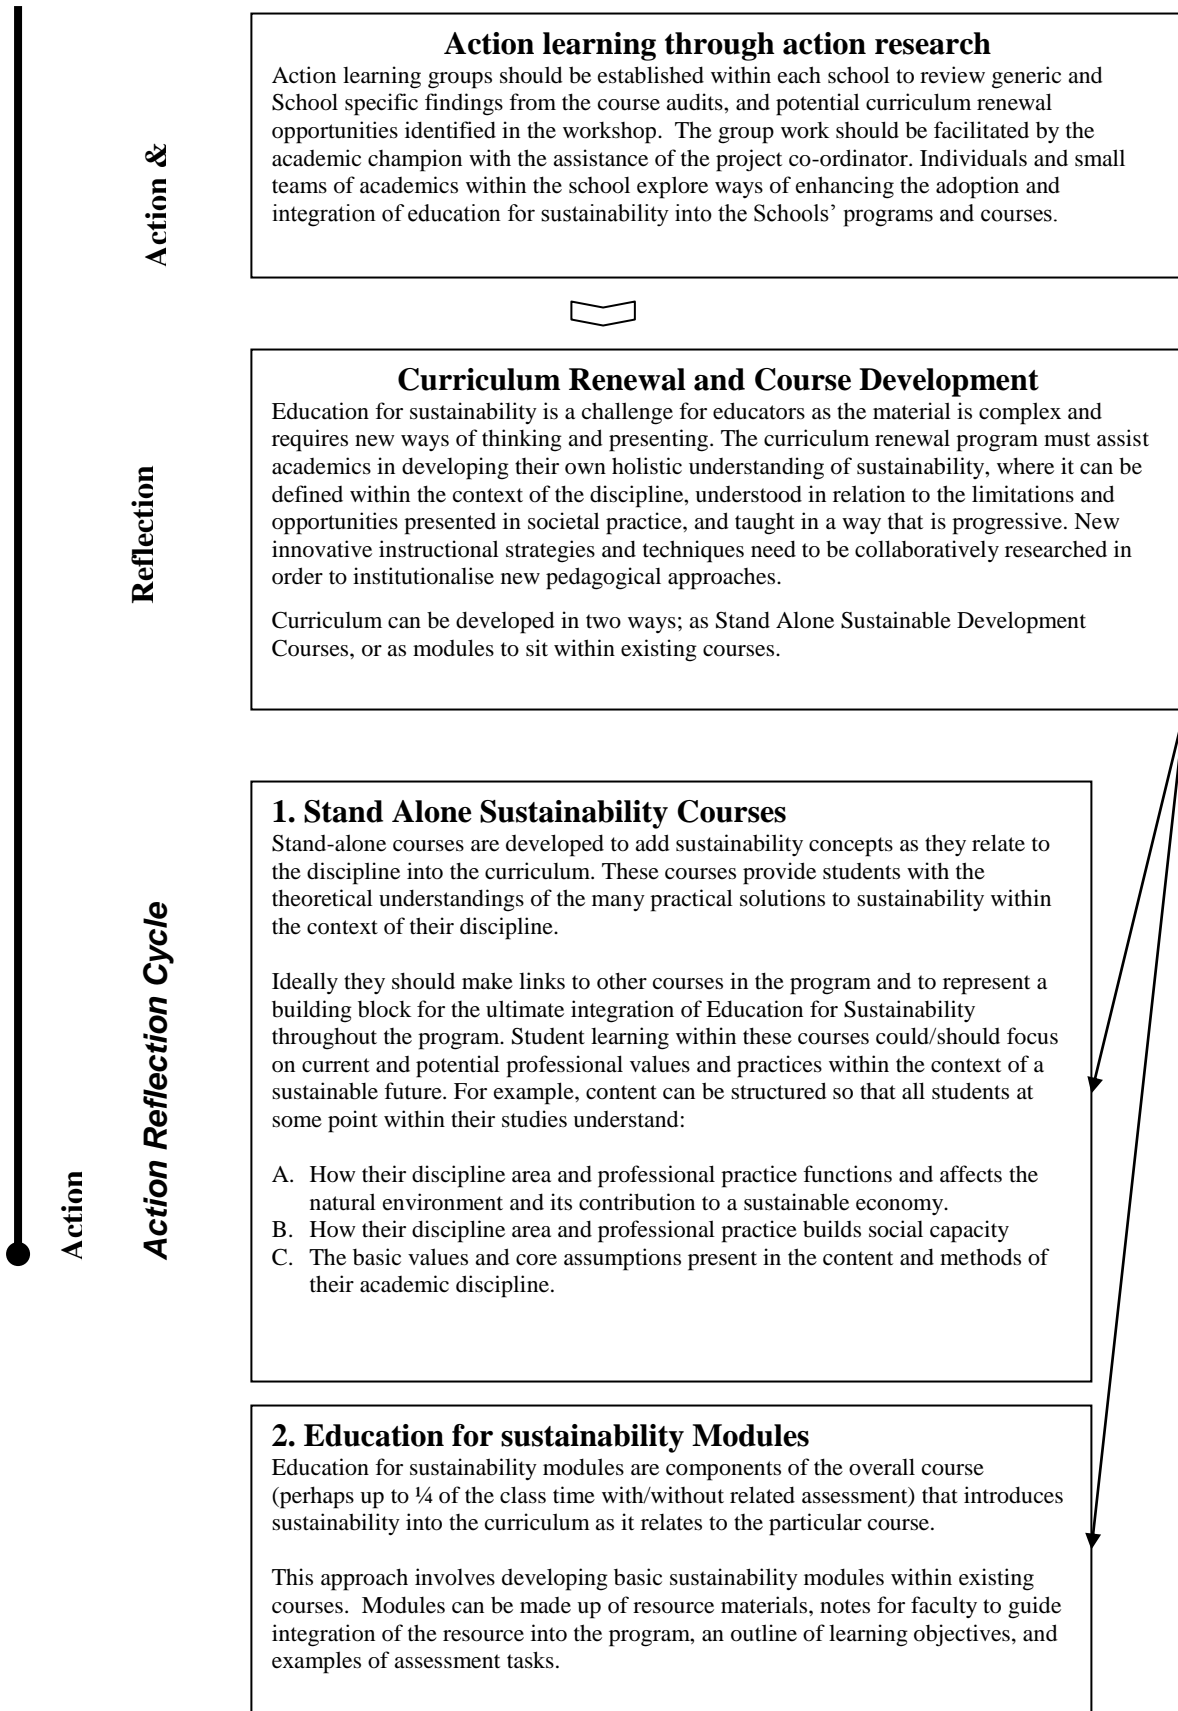 Action learning through action research
Action learning groups should be established within each school to review generic and
School specific findings from the course audits, and potential curriculum renewal
opportunities identified in the workshop.  The group work should be facilitated by the
academic champion with the assistance of the project co-ordinator. Individuals and small
teams of academics within the school explore ways of enhancing the adoption and
integration of education for sustainability into the Schools’ programs and courses.
Action &
Curriculum Renewal and Course Development
Education for sustainability is a challenge for educators as the material is complex and
requires new ways of thinking and presenting. The curriculum renewal program must assist
academics in developing their own holistic understanding of sustainability, where it can be
defined within the context of the discipline, understood in relation to the limitations and
opportunities presented in societal practice, and taught in a way that is progressive. New
innovative instructional strategies and techniques need to be collaboratively researched in
order to institutionalise new pedagogical approaches.
Curriculum can be developed in two ways; as Stand Alone Sustainable Development
Courses, or as modules to sit within existing courses.
Reflection
1. Stand Alone Sustainability Courses
Stand-alone courses are developed to add sustainability concepts as they relate to
the discipline into the curriculum. These courses provide students with the
theoretical understandings of the many practical solutions to sustainability within
the context of their discipline.
Ideally they should make links to other courses in the program and to represent a
building block for the ultimate integration of Education for Sustainability
throughout the program. Student learning within these courses could/should focus
on current and potential professional values and practices within the context of a
sustainable future. For example, content can be structured so that all students at
some point within their studies understand:
A. How their discipline area and professional practice functions and affects the
natural environment and its contribution to a sustainable economy.
B. How their discipline area and professional practice builds social capacity
C. The basic values and core assumptions present in the content and methods of
their academic discipline.
Action Reflection Cycle
Action
2. Education for sustainability Modules
Education for sustainability modules are components of the overall course
(perhaps up to ¼ of the class time with/without related assessment) that introduces
sustainability into the curriculum as it relates to the particular course.
This approach involves developing basic sustainability modules within existing
courses.  Modules can be made up of resource materials, notes for faculty to guide
integration of the resource into the program, an outline of learning objectives, and
examples of assessment tasks.